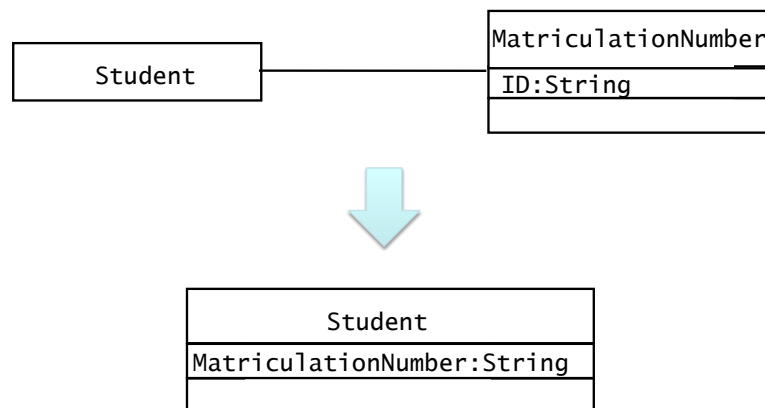 MatriculationNumber
Student
ID:String
Student
MatriculationNumber:String